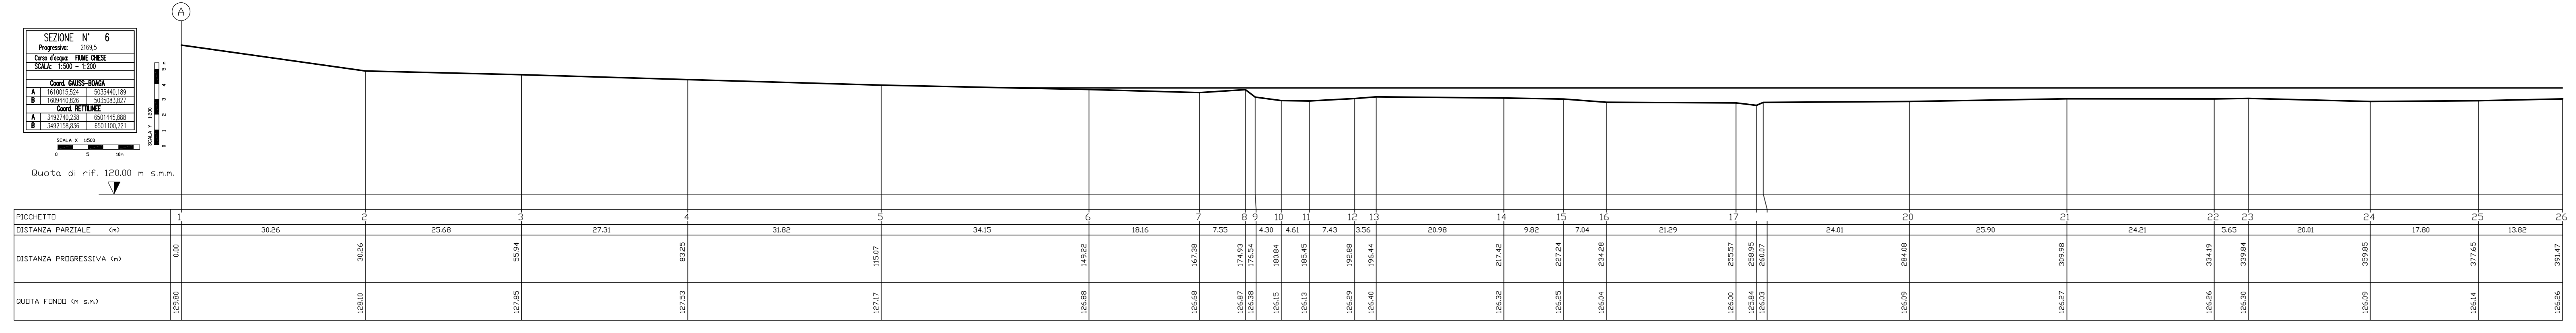 A
SEZIONE N° 6
Progressiva: 2169,5
Corso d'acqua: FIUME CHIESE
SCALA: 1:500 - 1:200
Coord. GAUSS-BOAGA
A 1610015,524 5035440,189
B 1609440,826 5035083,827
Coord. RETTILINEE
A 3492740,238 6501445,888
B 3492158,836 6501100,221
SCALA X 1:500
0 5 10m
SCALA Y 1:200
0 1 2 3 4 5 m
Quota di rif. 120.00 m s.m.m.
PICCHETTO 1 2 3 4 5 6 7 8 9 10 11 12 13 14 15 16 17 20 21 22 23 24 25 26
DISTANZA PARZIALE (m) 30.26 25.68 27.31 31.82 34.15 18.16 7.55 4.30 4.61 7.43 3.56 20.98 9.82 7.04 21.29 24.01 25.90 24.21 5.65 20.01 17.80 13.82
DISTANZA PROGRESSIVA (m) 0.00 30.26 55.94 83.25 115.07 149.22 167.38 174.93 176.54 180.84 185.45 192.88 196.44 217.42 227.24 234.28 255.57 258.95 260.07 284.08 309.98 334.19 339.84 359.85 377.65 391.47
QUOTA FONDO (m s.m.) 129.80 128.10 127.85 127.53 127.17 126.88 126.68 126.87 126.38 126.15 126.13 126.29 126.40 126.32 126.25 126.04 126.00 125.84 126.03 126.09 126.27 126.26 126.30 126.09 126.14 126.26